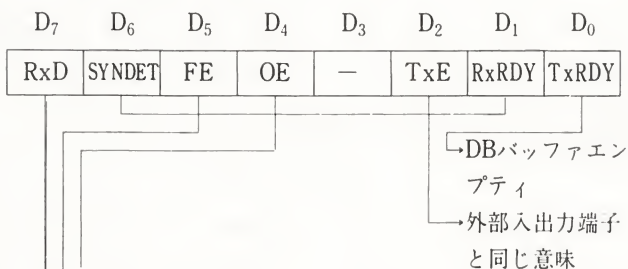 D₇ D₆ D₅ D₄ D₃ D₂ D₁ D₀
RxD SYNDET FE OE － TxE RxRDY TxRDY
DBバッファエン
プティ
外部入出力端子
と同じ意味